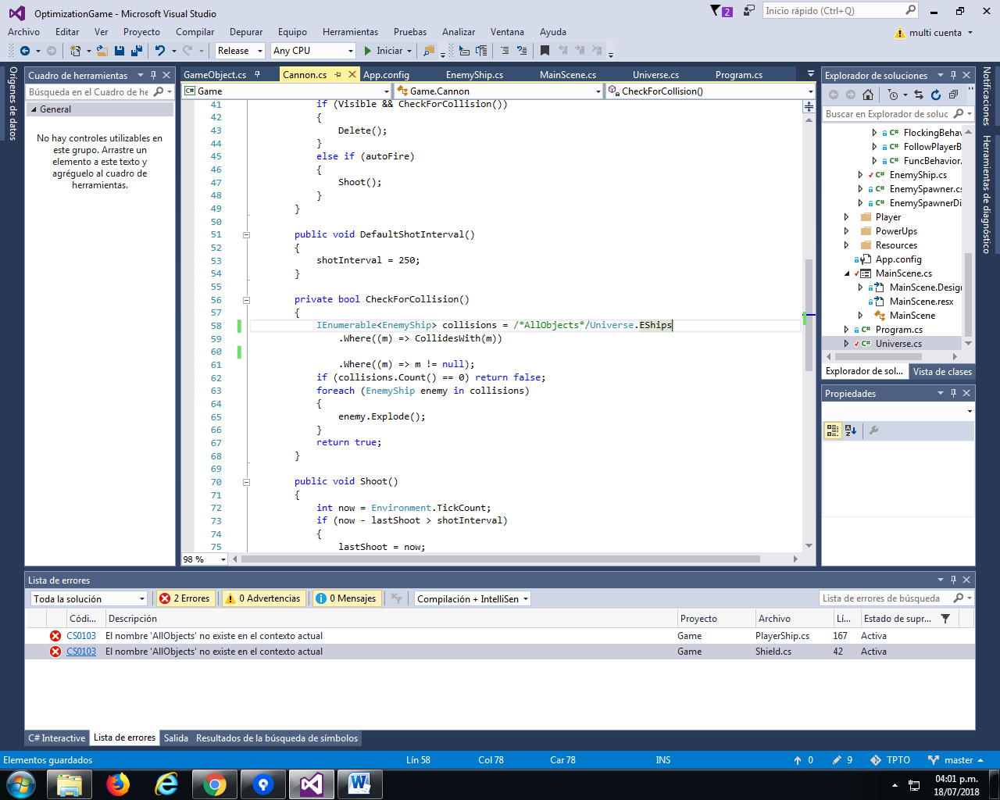 OptimizationGame - Microsoft Visual Studio
2
Inicio rápido (Ctrl+Q)
Archivo Editar Ver Proyecto Compilar Depurar Equipo Herramientas Pruebas Analizar Ventana Ayuda
multi cuenta
Release Any CPU Iniciar
Orígenes de datos
Cuadro de herramientas
Búsqueda en el Cuadro de he
General
No hay controles utilizables en
este grupo. Arrastre un
elemento a este texto y
agréguelo al cuadro de
herramientas.
GameObject.cs Cannon.cs App.config EnemyShip.cs MainScene.cs Universe.cs Program.cs
Game Game.Cannon CheckForCollision()
41 if (Visible && CheckForCollision())
42 {
43 Delete();
44 }
45 else if (autoFire)
46 {
47 Shoot();
48 }
49 }
50
51 public void DefaultShotInterval()
52 {
53 shotInterval = 250;
54 }
55
56 private bool CheckForCollision()
57 {
58 IEnumerable<EnemyShip> collisions = /*AllObjects*/Universe.EShips
59 .Where((m) => CollidesWith(m))
60
61 .Where((m) => m != null);
62 if (collisions.Count() == 0) return false;
63 foreach (EnemyShip enemy in collisions)
64 {
65 enemy.Explode();
66 }
67 return true;
68 }
69
70 public void Shoot()
71 {
72 int now = Environment.TickCount;
73 if (now - lastShoot > shotInterval)
74 {
75 lastShoot = now;
98 %
Explorador de soluciones
Buscar en Explorador de soluc
FlockingBehav
FollowPlayerB
FuncBehavior.
EnemyShip.cs
EnemySpawner.cs
EnemySpawnerDi
Player
PowerUps
Resources
App.config
MainScene.cs
MainScene.Desig
MainScene.resx
MainScene
Program.cs
Universe.cs
Explorador de sol... Vista de clases
Propiedades
Notificaciones
Herramientas de diagnóstico
Lista de errores
Toda la solución 2 Errores 0 Advertencias 0 Mensajes Compilación + IntelliSen Lista de errores de búsqueda
Códi... Descripción Proyecto Archivo Lí... Estado de supr...
CS0103 El nombre 'AllObjects' no existe en el contexto actual Game PlayerShip.cs 167 Activa
CS0103 El nombre 'AllObjects' no existe en el contexto actual Game Shield.cs 42 Activa
C# Interactive Lista de errores Salida Resultados de la búsqueda de símbolos
Elementos guardados Lín 58 Col 78 Car 78 INS 0 9 TPTO master
04:01 p.m.
18/07/2018